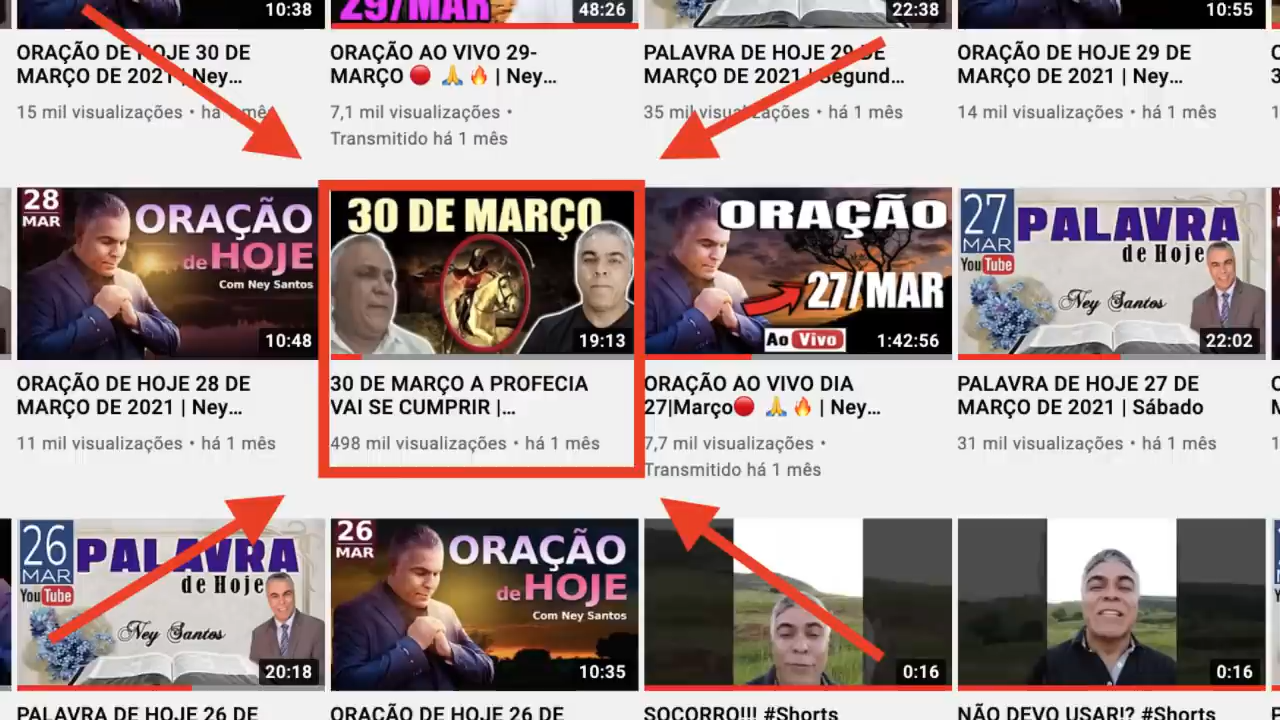 10:38
29/MAR
48:26
22:38
10:55
ORAÇÃO DE HOJE 30 DE
MARÇO DE 2021 | Ney...
15 mil visualizações • há 1 mês
ORAÇÃO AO VIVO 29-
MARÇO 🔴 🙏🔥 | Ney...
7,1 mil visualizações •
Transmitido há 1 mês
PALAVRA DE HOJE 29 DE
MARÇO DE 2021 | Segund...
35 mil visualizações • há 1 mês
ORAÇÃO DE HOJE 29 DE
MARÇO DE 2021 | Ney...
14 mil visualizações • há 1 mês
28
MAR
ORAÇÃO
de HOJE
Com Ney Santos
10:48
ORAÇÃO DE HOJE 28 DE
MARÇO DE 2021 | Ney...
11 mil visualizações • há 1 mês
30 DE MARÇO
19:13
30 DE MARÇO A PROFECIA
VAI SE CUMPRIR |...
498 mil visualizações • há 1 mês
ORAÇÃO
27/MAR
Ao Vivo
1:42:56
ORAÇÃO AO VIVO DIA
27|Março🔴 🙏🔥 | Ney...
7,7 mil visualizações •
Transmitido há 1 mês
27
MAR
YouTube
PALAVRA
de Hoje
Ney Santos
22:02
PALAVRA DE HOJE 27 DE
MARÇO DE 2021 | Sábado
31 mil visualizações • há 1 mês
26
MAR
YouTube
PALAVRA
de Hoje
Ney Santos
20:18
PALAVRA DE HOJE 26 DE
26
MAR
ORAÇÃO
de HOJE
Com Ney Santos
10:35
ORAÇÃO DE HOJE 26 DE
0:16
SOCORRO!!! #Shorts
0:16
NÃO DEVO USAR!? #Shorts